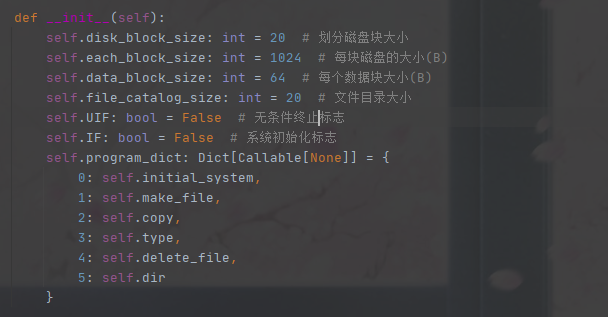 def __init__(self):
self.disk_block_size: int = 20  # 划分磁盘块大小
self.each_block_size: int = 1024  # 每块磁盘的大小(B)
self.data_block_size: int = 64  # 每个数据块大小(B)
self.file_catalog_size: int = 20  # 文件目录大小
self.UIF: bool = False  # 无条件终止标志
self.IF: bool = False  # 系统初始化标志
self.program_dict: Dict[Callable[None]] = {
0: self.initial_system,
1: self.make_file,
2: self.copy,
3: self.type,
4: self.delete_file,
5: self.dir
}